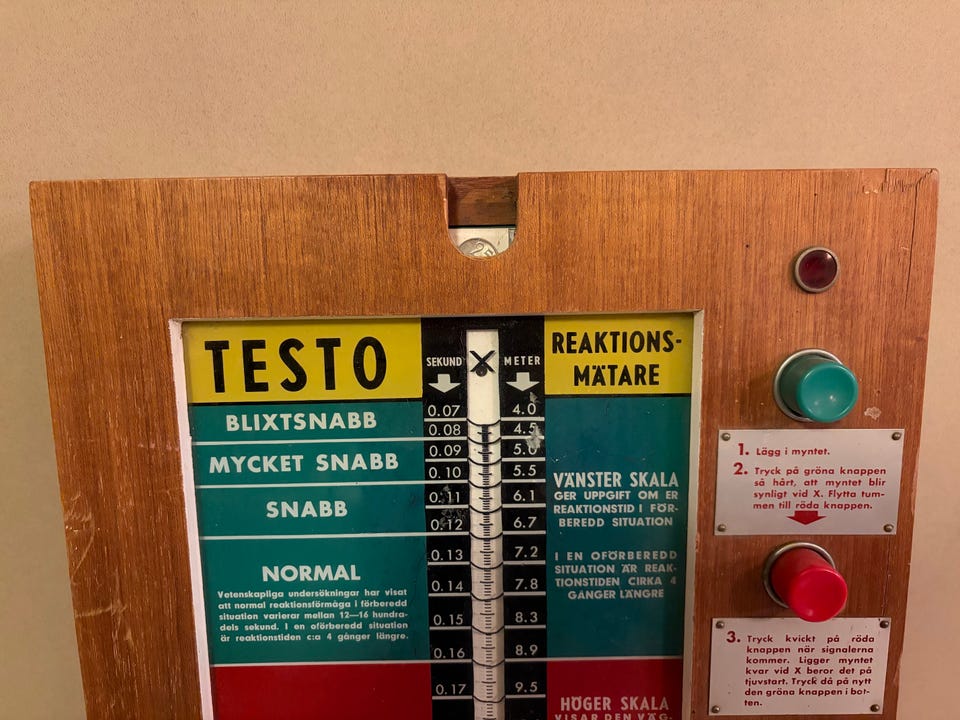 TESTO
SEKUND
X
METER
REAKTIONS-
MÄTARE
BLIXTSNABB
MYCKET SNABB
SNABB
NORMAL
Vetenskapliga undersökningar har visat
att normal reaktionsförmåga i förberedd
situation varierar mellan 12—16 hundra-
dels sekund. I en oförberedd situation
är reaktionstiden c:a 4 gånger längre.
0.07 4.0
0.08 4.5
0.09 5.0
0.10 5.5
0.11 6.1
0.12 6.7
0.13 7.2
0.14 7.8
0.15 8.3
0.16 8.9
0.17 9.5
VÄNSTER SKALA
GER UPPGIFT OM ER
REAKTIONSTID I FÖR-
BEREDD SITUATION
I EN OFÖRBEREDD
SITUATION ÄR REAK-
TIONSTIDEN CIRKA 4
GÅNGER LÄNGRE
HÖGER SKALA
VISAR DEN VÄG-
1. Lägg i myntet.
2. Tryck på gröna knappen
så hårt, att myntet blir
synligt vid X. Flytta tum-
men till röda knappen.
3. Tryck kvickt på röda
knappen när signalerna
kommer. Ligger myntet
kvar vid X beror det på
tjuvstart. Tryck då på nytt
den gröna knappen i bot-
ten.